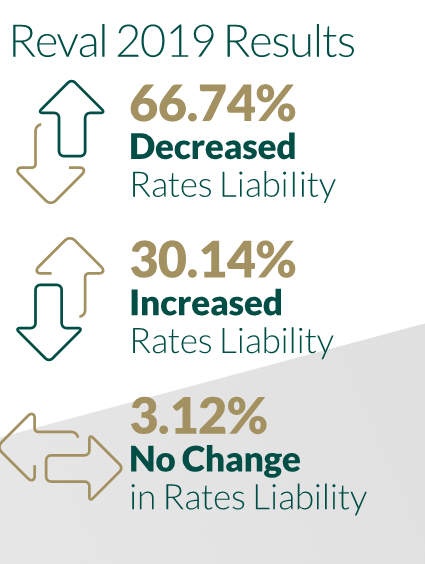 Reval 2019 Results
66.74%
Decreased
Rates Liability
30.14%
Increased
Rates Liability
3.12%
No Change
in Rates Liability